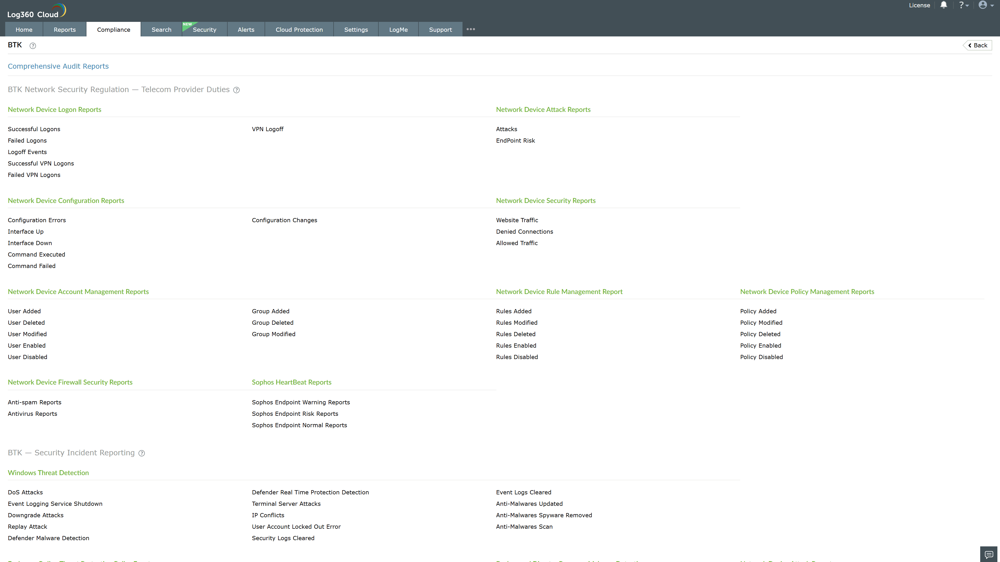 Log360 Cloud
License
Home Reports Compliance Search NEW Security Alerts Cloud Protection Settings LogMe Support
BTK
Back
Comprehensive Audit Reports
BTK Network Security Regulation — Telecom Provider Duties
Network Device Logon Reports
Successful Logons
Failed Logons
Logoff Events
Successful VPN Logons
Failed VPN Logons
VPN Logoff
Network Device Attack Reports
Attacks
EndPoint Risk
Network Device Configuration Reports
Configuration Errors
Interface Up
Interface Down
Command Executed
Command Failed
Configuration Changes
Network Device Security Reports
Website Traffic
Denied Connections
Allowed Traffic
Network Device Account Management Reports
User Added
User Deleted
User Modified
User Enabled
User Disabled
Group Added
Group Deleted
Group Modified
Network Device Rule Management Report
Rules Added
Rules Modified
Rules Deleted
Rules Enabled
Rules Disabled
Network Device Policy Management Reports
Policy Added
Policy Modified
Policy Deleted
Policy Enabled
Policy Disabled
Network Device Firewall Security Reports
Anti-spam Reports
Antivirus Reports
Sophos HeartBeat Reports
Sophos Endpoint Warning Reports
Sophos Endpoint Risk Reports
Sophos Endpoint Normal Reports
BTK — Security Incident Reporting
Windows Threat Detection
DoS Attacks
Event Logging Service Shutdown
Downgrade Attacks
Replay Attack
Defender Malware Detection
Defender Real Time Protection Detection
Terminal Server Attacks
IP Conflicts
User Account Locked Out Error
Security Logs Cleared
Event Logs Cleared
Anti-Malwares Updated
Anti-Malwares Spyware Removed
Anti-Malwares Scan